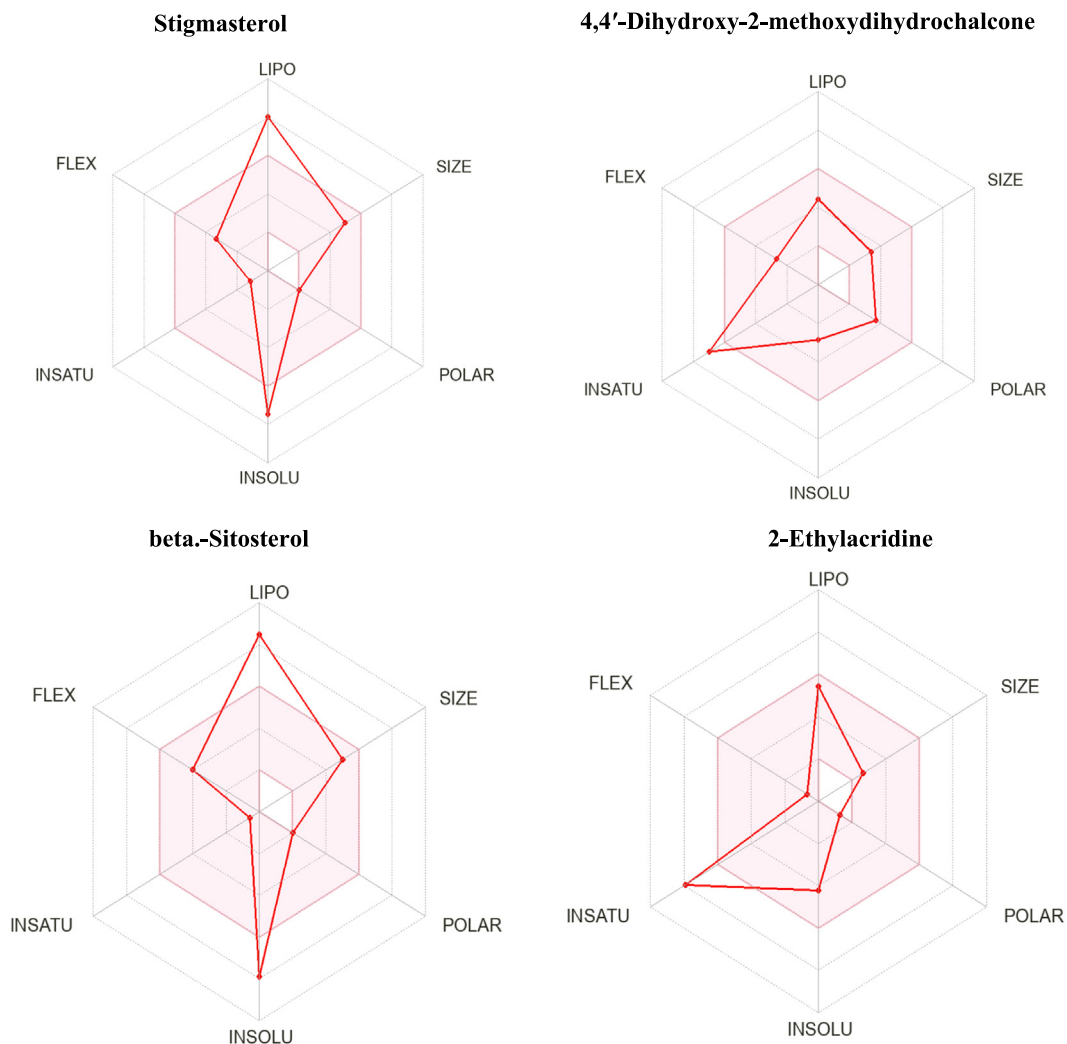 Stigmasterol
LIPO
FLEX
SIZE
INSATU
POLAR
INSOLU
4,4′-Dihydroxy-2-methoxydihydrochalcone
LIPO
FLEX
SIZE
INSATU
POLAR
INSOLU
beta.-Sitosterol
LIPO
FLEX
SIZE
INSATU
POLAR
INSOLU
2-Ethylacridine
LIPO
FLEX
SIZE
INSATU
POLAR
INSOLU